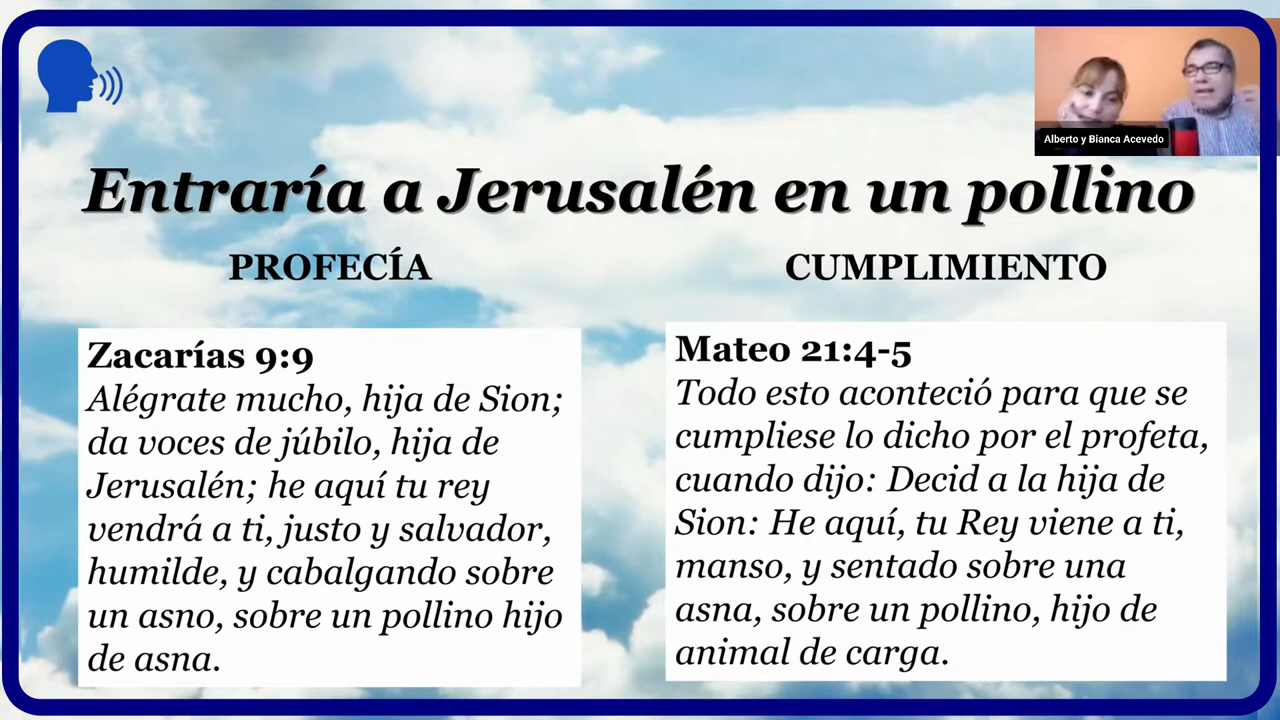 Alberto y Bianca Acevedo
Entraría a Jerusalén en un pollino
PROFECÍA
CUMPLIMIENTO
Zacarías 9:9
Alégrate mucho, hija de Sion;
da voces de júbilo, hija de
Jerusalén; he aquí tu rey
vendrá a ti, justo y salvador,
humilde, y cabalgando sobre
un asno, sobre un pollino hijo
de asna.
Mateo 21:4-5
Todo esto aconteció para que se
cumpliese lo dicho por el profeta,
cuando dijo: Decid a la hija de
Sion: He aquí, tu Rey viene a ti,
manso, y sentado sobre una
asna, sobre un pollino, hijo de
animal de carga.